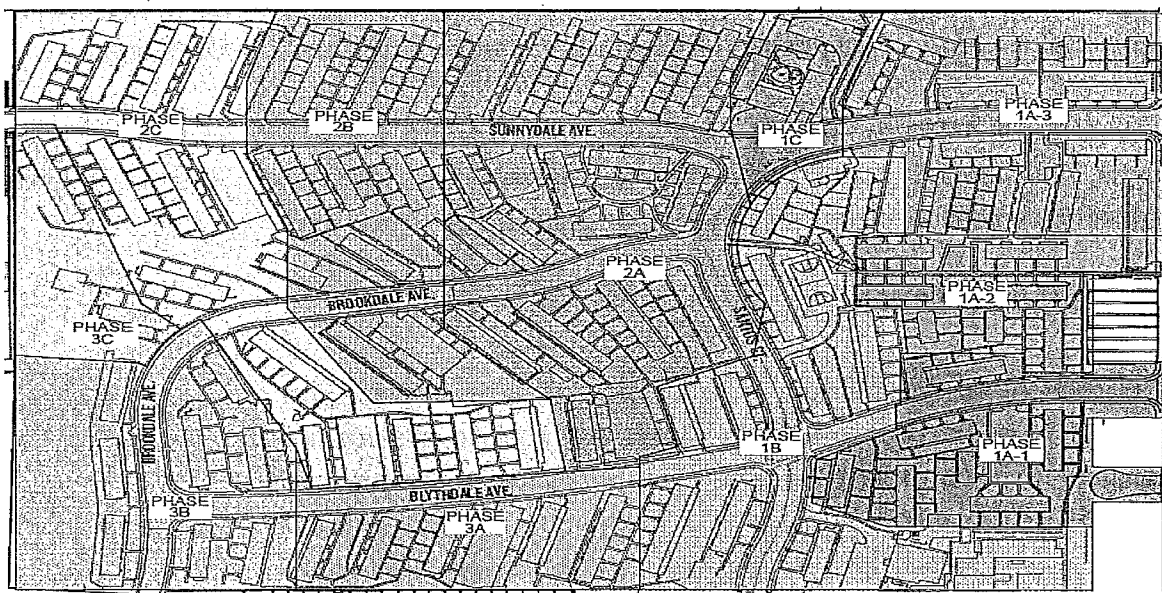 PHASE
2C
PHASE
2B
SUNNYDALE AVE.
PHASE
1C
PHASE
1A-3
PHASE
2A
BROOKDALE AVE.
PHASE
1A-2
PHASE
3C
BROOKDALE AVE
PHASE
1B
PHASE
1A-1
PHASE
3B
BLYTHDALE AVE.
PHASE
3A